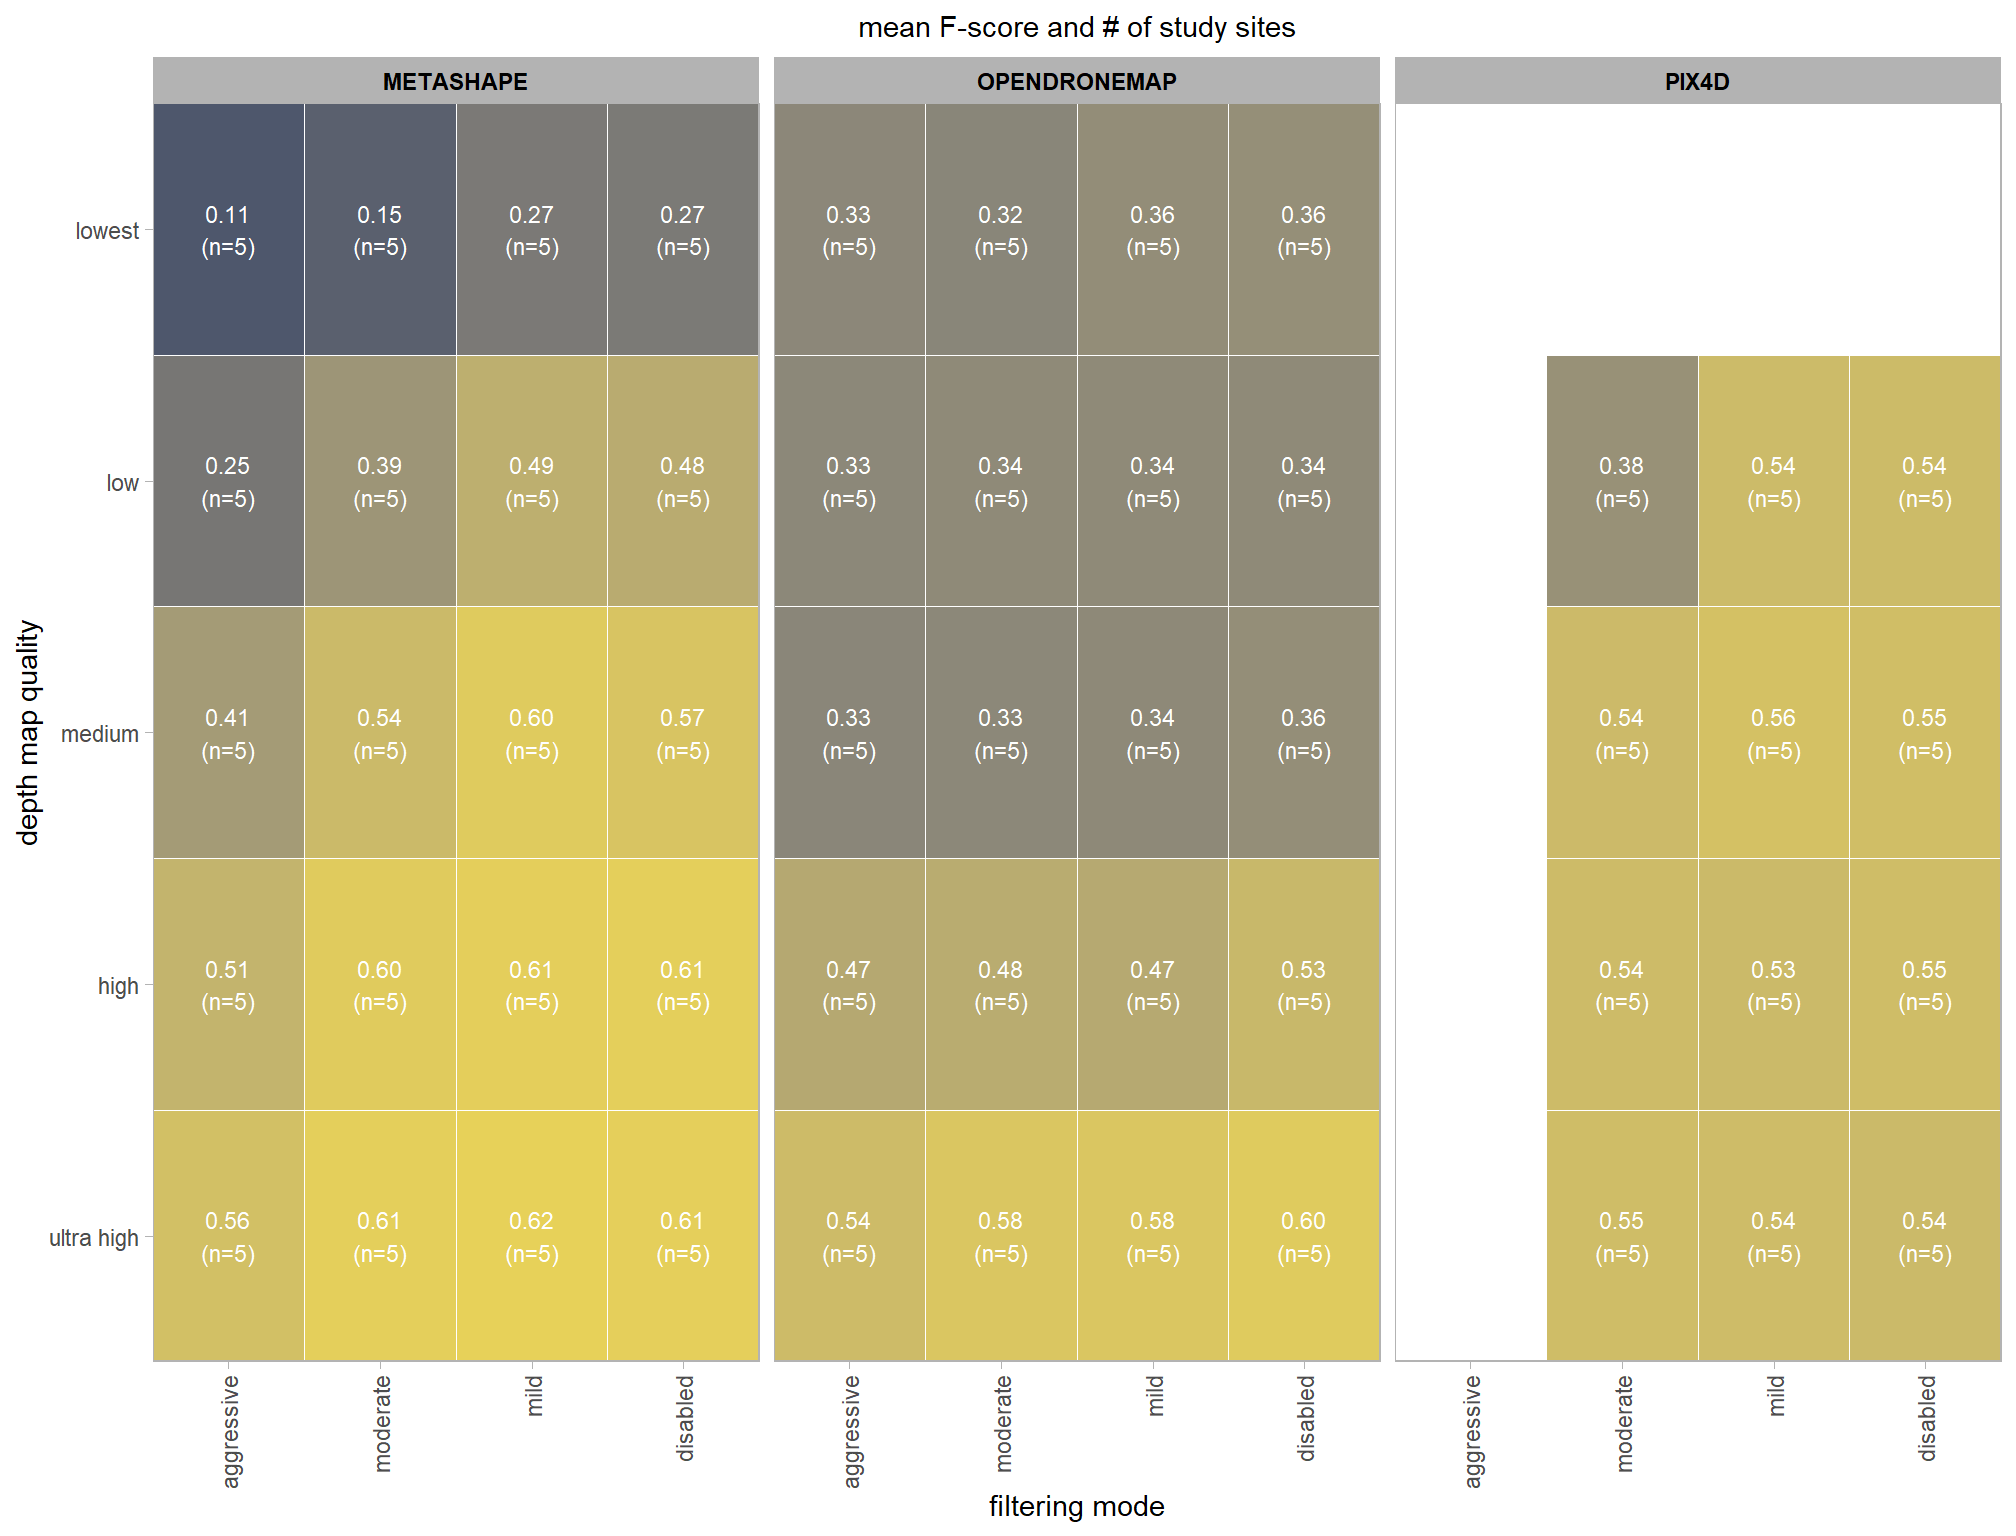 mean F-score and # of study sites
METASHAPE OPENDRONEMAP PIX4D
0.11 0.15 0.27 0.27 0.33 0.32 0.36 0.36
lowest
(n=5) (n=5) (n=5) (n=5) (n=5) (n=5) (n=5) (n=5)
0.25 0.39 0.49 0.48 0.33 0.34 0.34 0.34 0.38 0.54 0.54
low
(n=5) (n=5) (n=5) (n=5) (n=5) (n=5) (n=5) (n=5) (n=5) (n=5) (n=5)
depth map quality
0.41 0.54 0.60 0.57 0.33 0.33 0.34 0.36 0.54 0.56 0.55
medium
(n=5) (n=5) (n=5) (n=5) (n=5) (n=5) (n=5) (n=5) (n=5) (n=5) (n=5)
0.51 0.60 0.61 0.61 0.47 0.48 0.47 0.53 0.54 0.53 0.55
high
(n=5) (n=5) (n=5) (n=5) (n=5) (n=5) (n=5) (n=5) (n=5) (n=5) (n=5)
0.56 0.61 0.62 0.61 0.54 0.58 0.58 0.60 0.55 0.54 0.54
ultra high
(n=5) (n=5) (n=5) (n=5) (n=5) (n=5) (n=5) (n=5) (n=5) (n=5) (n=5)
aggressive moderate mild disabled aggressive moderate mild disabled aggressive moderate mild disabled
filtering mode